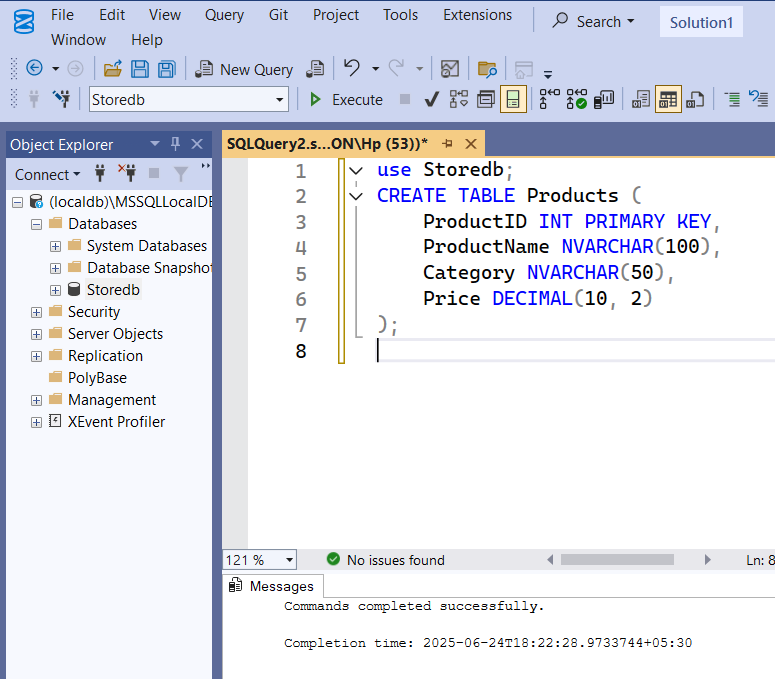 File Edit View Query Git Project Tools Extensions Search Solution1
Window Help
New Query
Storedb Execute
Object Explorer
Connect
(localdb)\MSSQLLocalDB
Databases
System Databases
Database Snapshot
Storedb
Security
Server Objects
Replication
PolyBase
Management
XEvent Profiler
SQLQuery2.s...ON\Hp (53))*
1 use Storedb;
2 CREATE TABLE Products (
3 ProductID INT PRIMARY KEY,
4 ProductName NVARCHAR(100),
5 Category NVARCHAR(50),
6 Price DECIMAL(10, 2)
7 );
8
121 % No issues found Ln: 8
Messages
Commands completed successfully.
Completion time: 2025-06-24T18:22:28.9733744+05:30